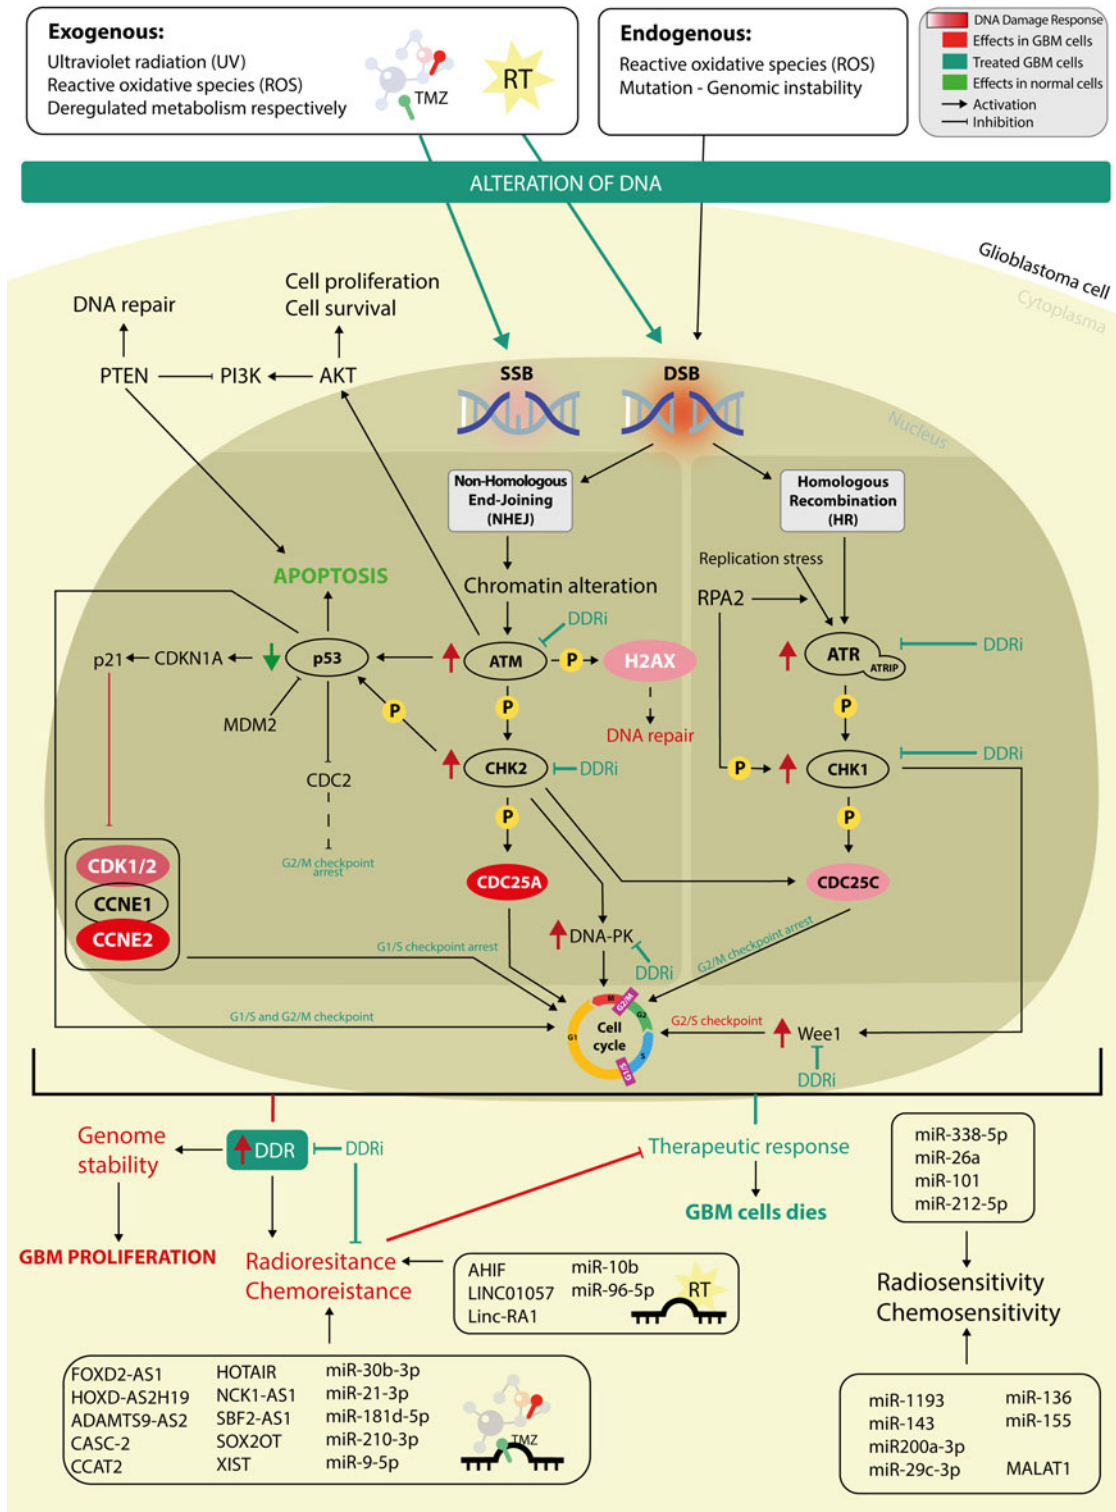 Exogenous:
Ultraviolet radiation (UV)
Reactive oxidative species (ROS)
Deregulated metabolism respectively
TMZ
RT
Endogenous:
Reactive oxidative species (ROS)
Mutation - Genomic instability
DNA Damage Response
Effects in GBM cells
Treated GBM cells
Effects in normal cells
Activation
Inhibition
ALTERATION OF DNA
Glioblastoma cell
Cytoplasma
Nucleus
DNA repair
Cell proliferation
Cell survival
PTEN
PI3K
AKT
SSB
DSB
Non-Homologous
End-Joining
(NHEJ)
Homologous
Recombination
(HR)
Replication stress
RPA2
APOPTOSIS
Chromatin alteration
DDRi
p21
CDKN1A
p53
ATM
P
H2AX
ATR
ATRIP
DDRi
MDM2
P
P
P
DNA repair
CDC2
CHK2
DDRi
P
CHK1
DDRi
P
P
G2/M checkpoint
arrest
CDK1/2
CCNE1
CCNE2
CDC25A
CDC25C
G1/S checkpoint arrest
DNA-PK
DDRi
G2/M checkpoint arrest
G1/S and G2/M checkpoint
M
G2/M
G2
G1
S
G1/S
Cell
cycle
G2/S checkpoint
Wee1
DDRi
Genome
stability
DDR
DDRi
Therapeutic response
GBM cells dies
GBM PROLIFERATION
Radioresitance
Chemoreistance
AHIF
LINC01057
Linc-RA1
miR-10b
miR-96-5p
RT
miR-338-5p
miR-26a
miR-101
miR-212-5p
Radiosensitivity
Chemosensitivity
FOXD2-AS1
HOXD-AS2H19
ADAMTS9-AS2
CASC-2
CCAT2
HOTAIR
NCK1-AS1
SBF2-AS1
SOX2OT
XIST
miR-30b-3p
miR-21-3p
miR-181d-5p
miR-210-3p
miR-9-5p
TMZ
miR-1193
miR-143
miR200a-3p
miR-29c-3p
miR-136
miR-155
MALAT1